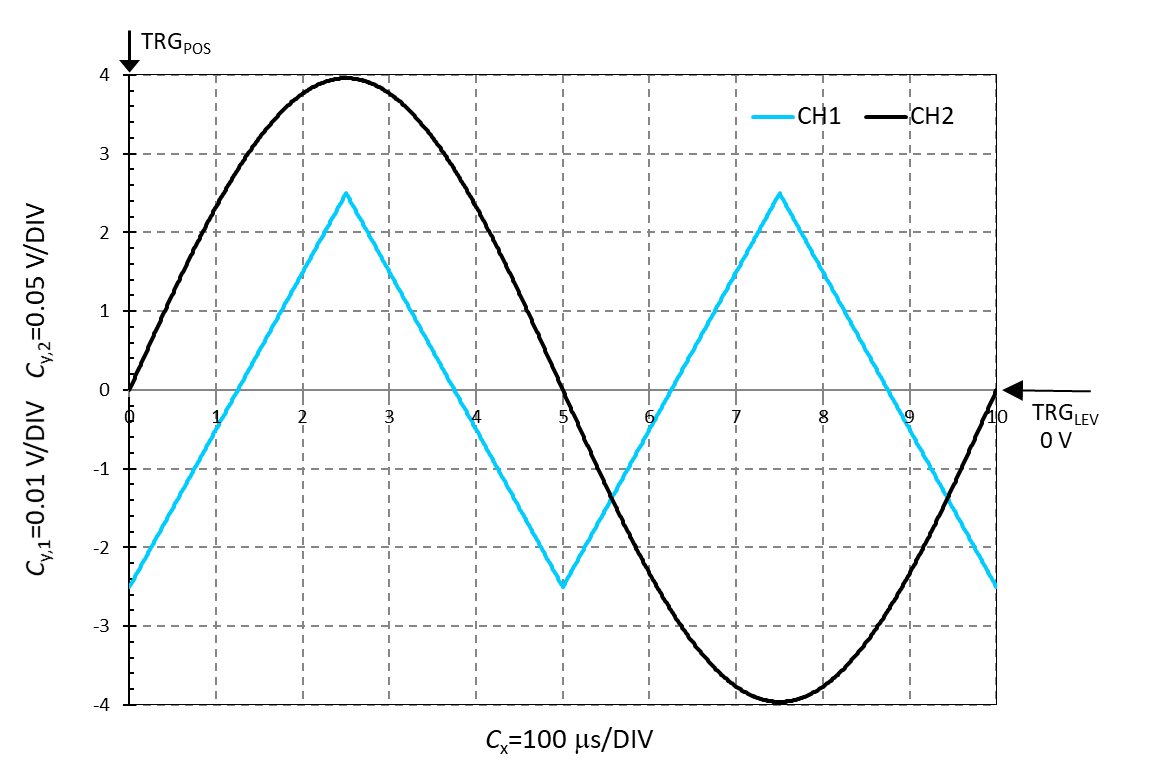 TRGPOS
4
CH1 CH2
3
2
1
0
0 1 2 3 4 5 6 7 8 9 10
TRGLEV
0 V
-1
-2
-3
-4
Cy,1=0.01 V/DIV Cy,2=0.05 V/DIV
Cx=100 μs/DIV